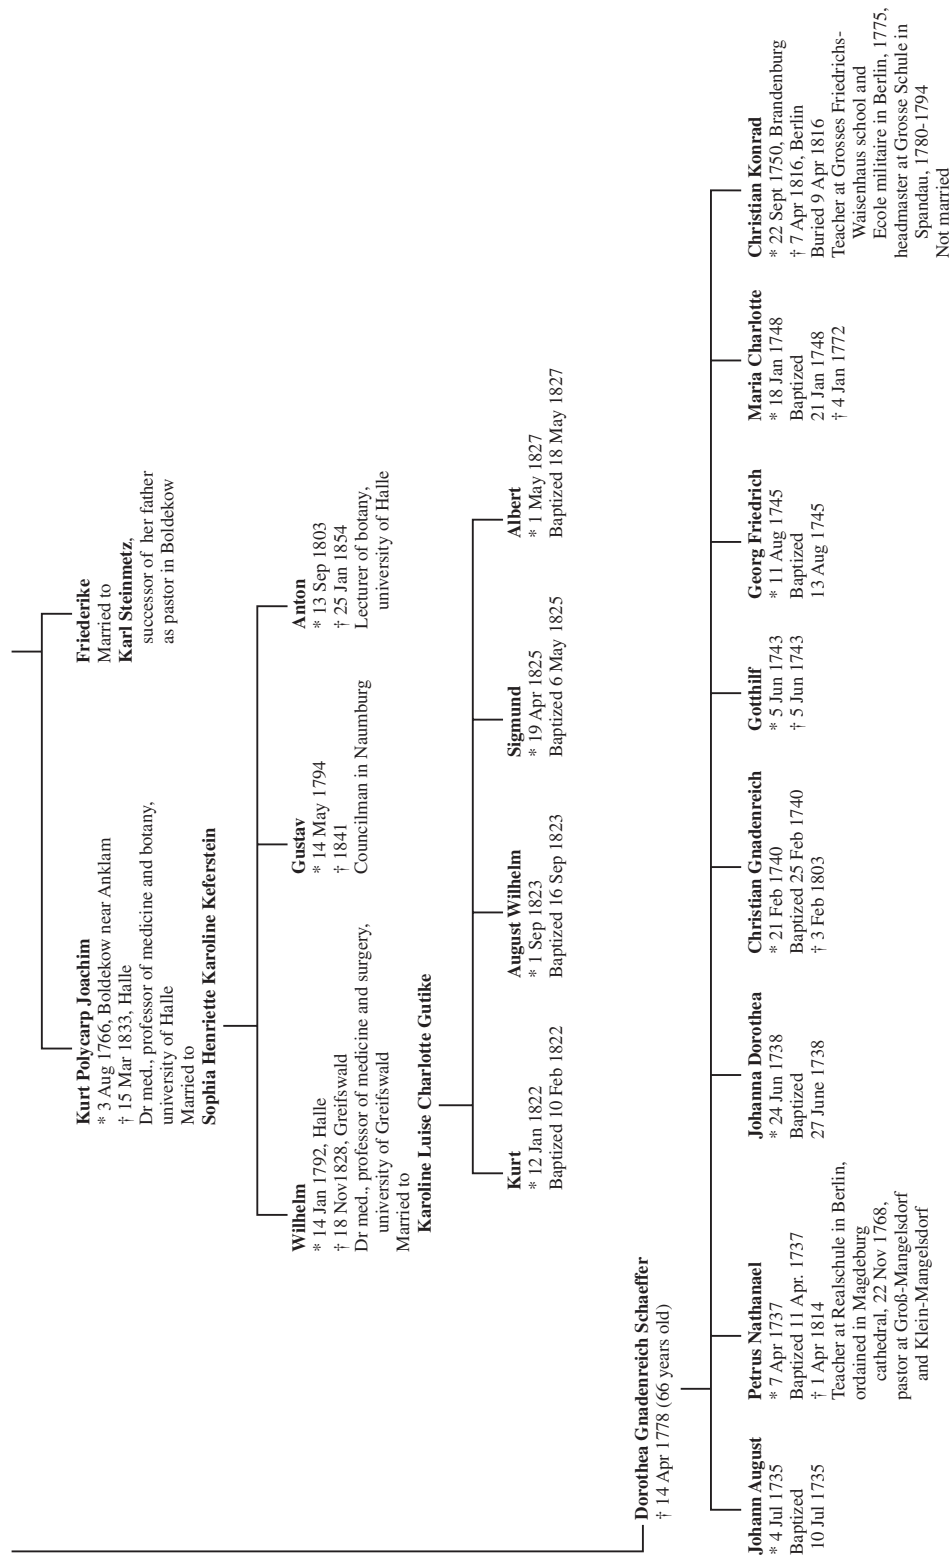 Kurt Polycarp Joachim
* 3 Aug 1766, Boldekow near Anklam
† 15 Mar 1833, Halle
Dr med., professor of medicine and botany,
university of Halle
Married to
Sophia Henriette Karoline Keferstein
Friederike
Married to
Karl Steinmetz,
successor of her father
as pastor in Boldekow
Wilhelm
* 14 Jan 1792, Halle
† 18 Nov1828, Greifswald
Dr med., professor of medicine and surgery,
university of Greifswald
Married to
Karoline Luise Charlotte Gutike
Gustav
* 14 May 1794
† 1841
Councilman in Naumburg
Anton
* 13 Sep 1803
† 25 Jan 1854
Lecturer of botany,
university of Halle
Kurt
* 12 Jan 1822
Baptized 10 Feb 1822
August Wilhelm
* 1 Sep 1823
Baptized 16 Sep 1823
Sigmund
* 19 Apr 1825
Baptized 6 May 1825
Albert
* 1 May 1827
Baptized 18 May 1827
Dorothea Gnadenreich Schaeffer
† 14 Apr 1778 (66 years old)
Johann August
* 4 Jul 1735
Baptized
10 Jul 1735
Petrus Nathanael
* 7 Apr 1737
Baptized 11 Apr. 1737
† 1 Apr 1814
Teacher at Realschule in Berlin,
ordained in Magdeburg
cathedral, 22 Nov 1768,
pastor at Groß-Mangelsdorf
and Klein-Mangelsdorf
Johanna Dorothea
* 24 Jun 1738
Baptized
27 June 1738
Christian Gnadenreich
* 21 Feb 1740
Baptized 25 Feb 1740
† 3 Feb 1803
Gotthilf
* 5 Jun 1743
† 5 Jun 1743
Georg Friedrich
* 11 Aug 1745
Baptized
13 Aug 1745
Maria Charlotte
* 18 Jan 1748
Baptized
21 Jan 1748
† 4 Jan 1772
Christian Konrad
* 22 Sept 1750, Brandenburg
† 7 Apr 1816, Berlin
Buried 9 Apr 1816
Teacher at Grosses Friedrichs-
Waisenhaus school and
Ecole militaire in Berlin, 1775,
headmaster at Grosse Schule in
Spandau, 1780-1794
Not married